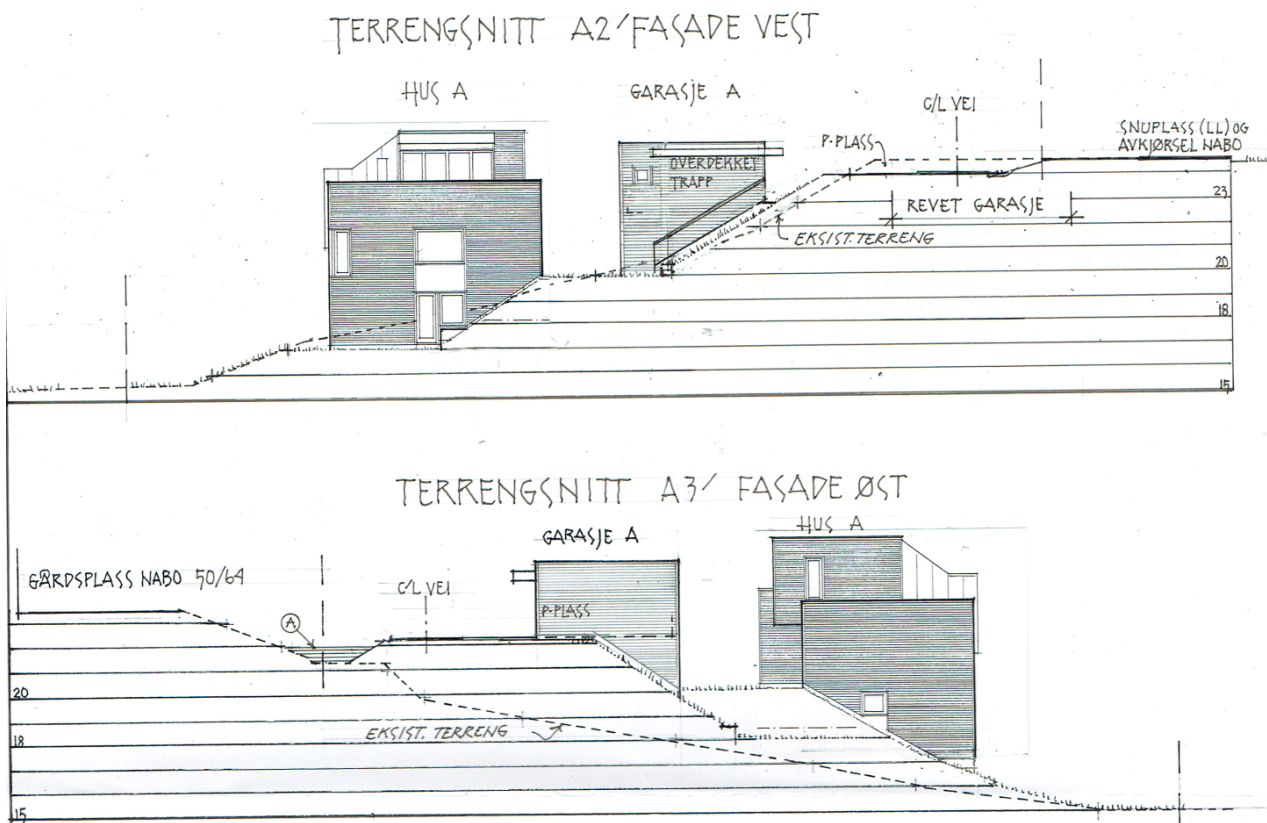 TERRENGSNITT A2/FASADE VEST
HUS A
GARASJE A
C/L VEI
P-PLASS
SNUPLASS (LL) OG
AVKJØRSEL NABO
OVERDEKKET
TRAPP
23
REVET GARASJE
EKSIST. TERRENG
20
18
15
TERRENGSNITT A3/ FASADE ØST
GARASJE A
HUS A
GÅRDSPLASS NABO 50/64
C/L VEI
A
P-PLASS
20
EKSIST. TERRENG
18
15